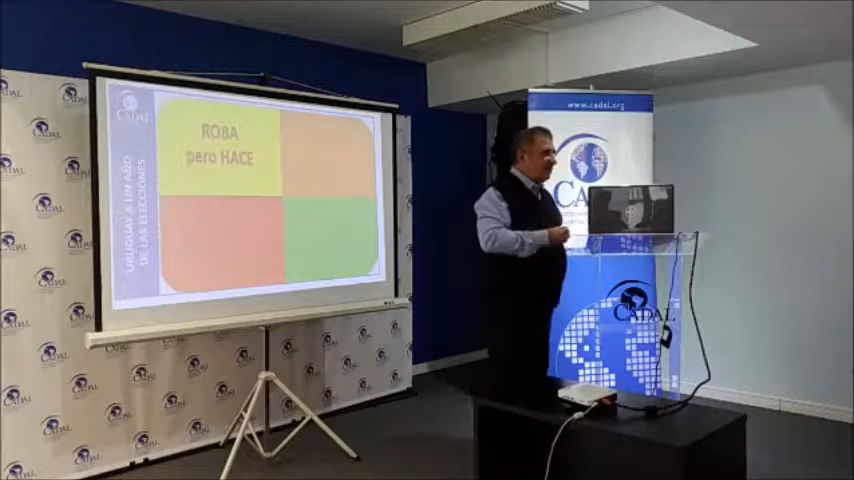 CADAL
ROBA
pero HACE
URUGUAY A UN AÑO
DE LAS ELECCIONES
www.cadal.org
CADAL
CADAL